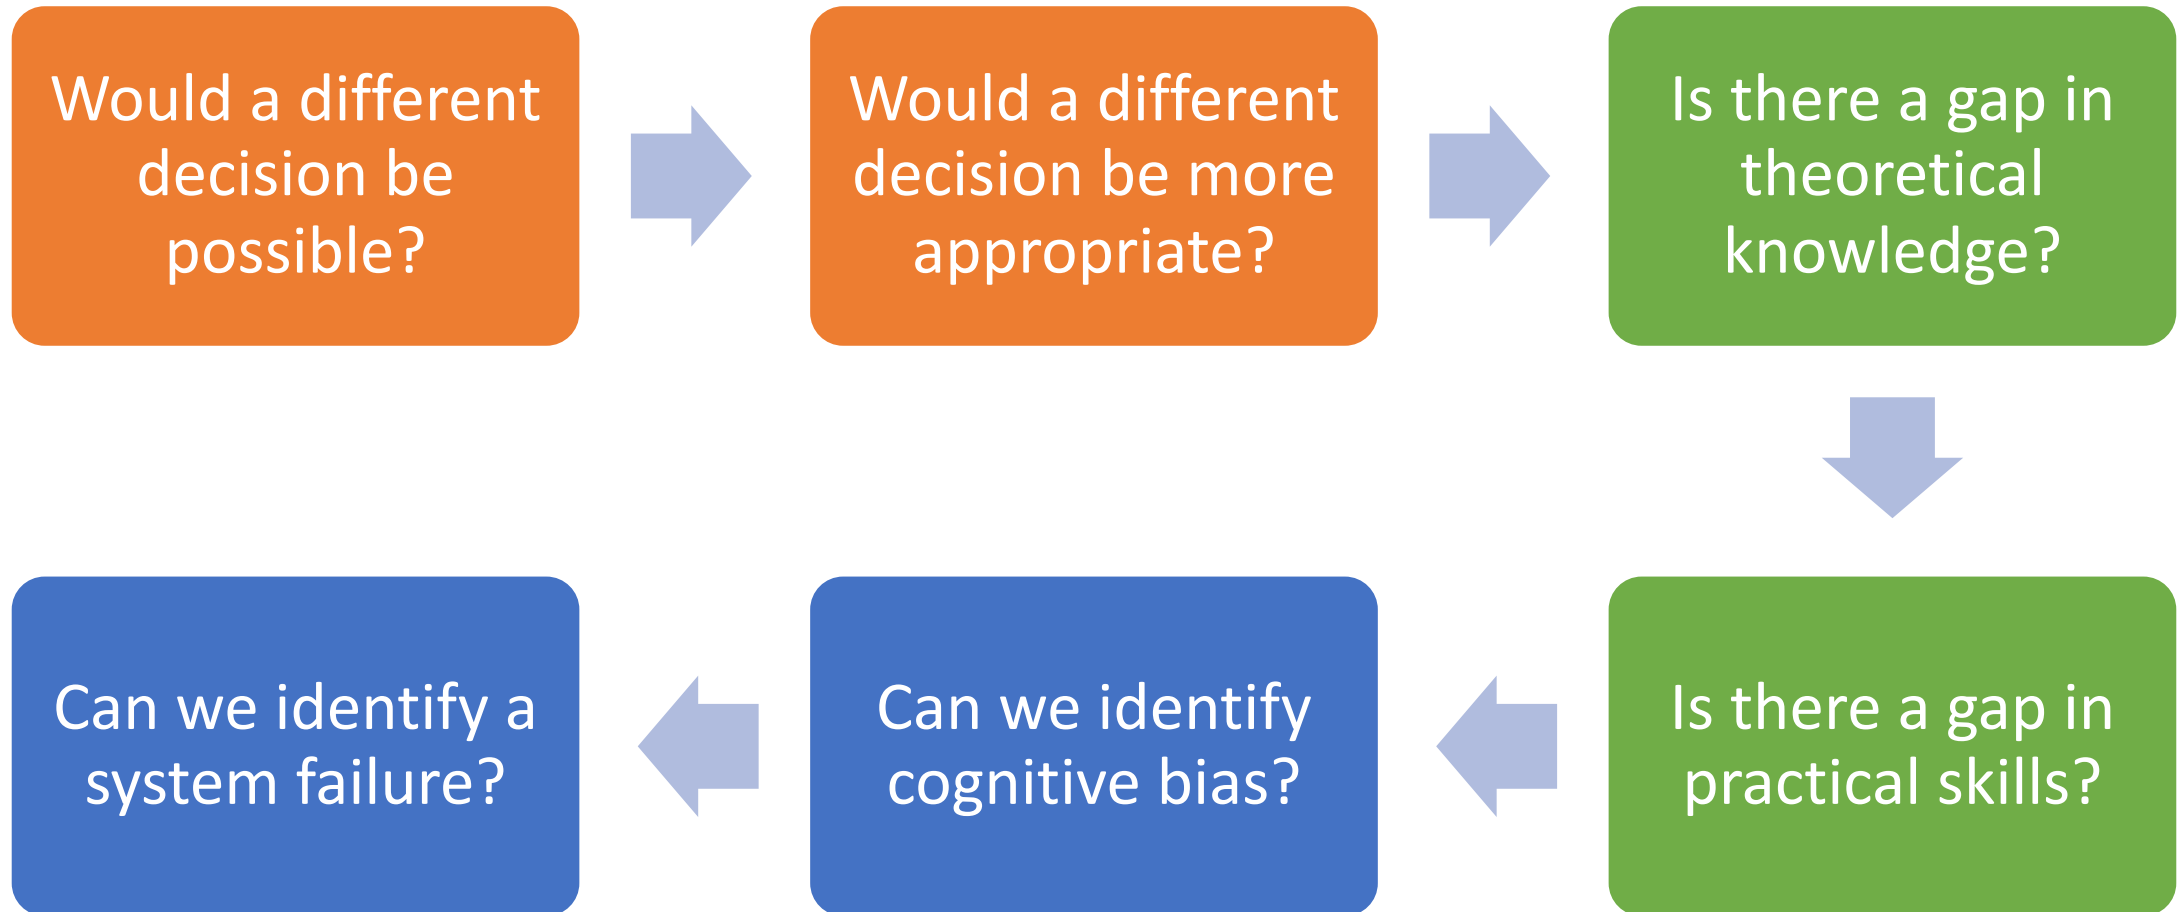 Would a different
decision be
possible?
Would a different
decision be more
appropriate?
Is there a gap in
theoretical
knowledge?
Is there a gap in
practical skills?
Can we identify
cognitive bias?
Can we identify a
system failure?